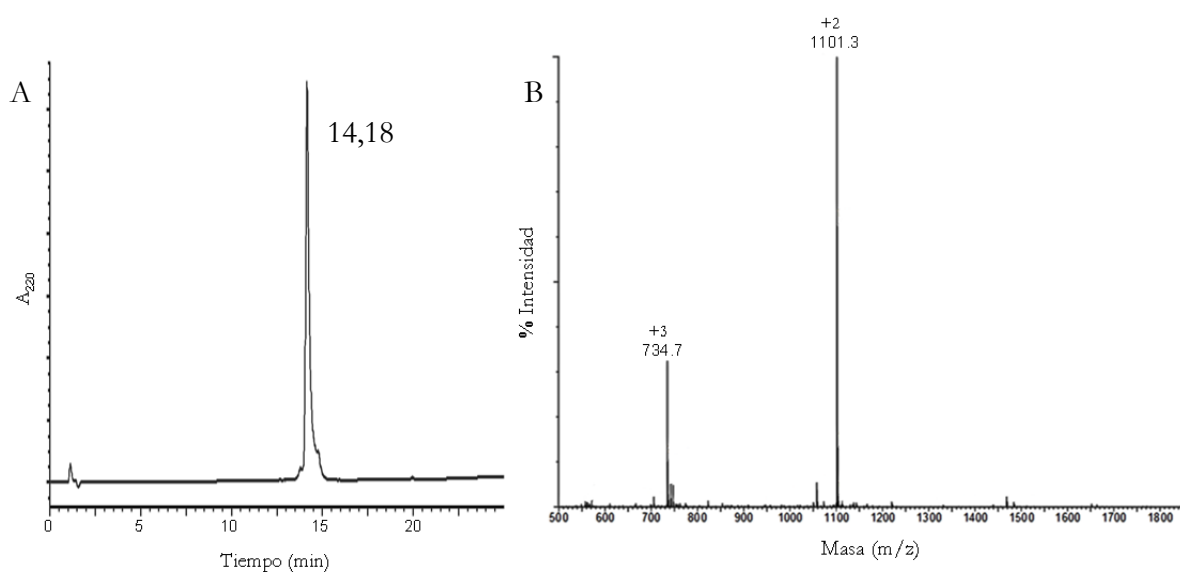 A
14,18
A220
0 5 10 15 20
Tiempo (min)
B
+2
1101.3
+3
734.7
% Intensidad
500 600 700 800 900 1000 1100 1200 1300 1400 1500 1600 1700 1800
Masa (m/z)